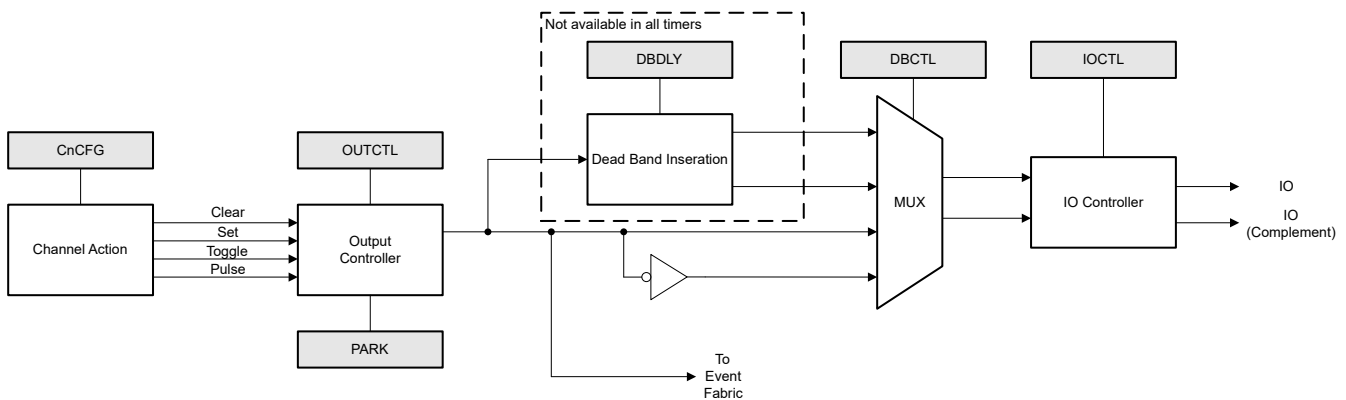 Not available in all timers
DBDLY
DBCTL
IOCTL
CnCFG
OUTCTL
Dead Band Inseration
MUX
IO Controller
IO
IO
(Complement)
Channel Action
Clear
Set
Toggle
Pulse
Output
Controller
PARK
To
Event
Fabric